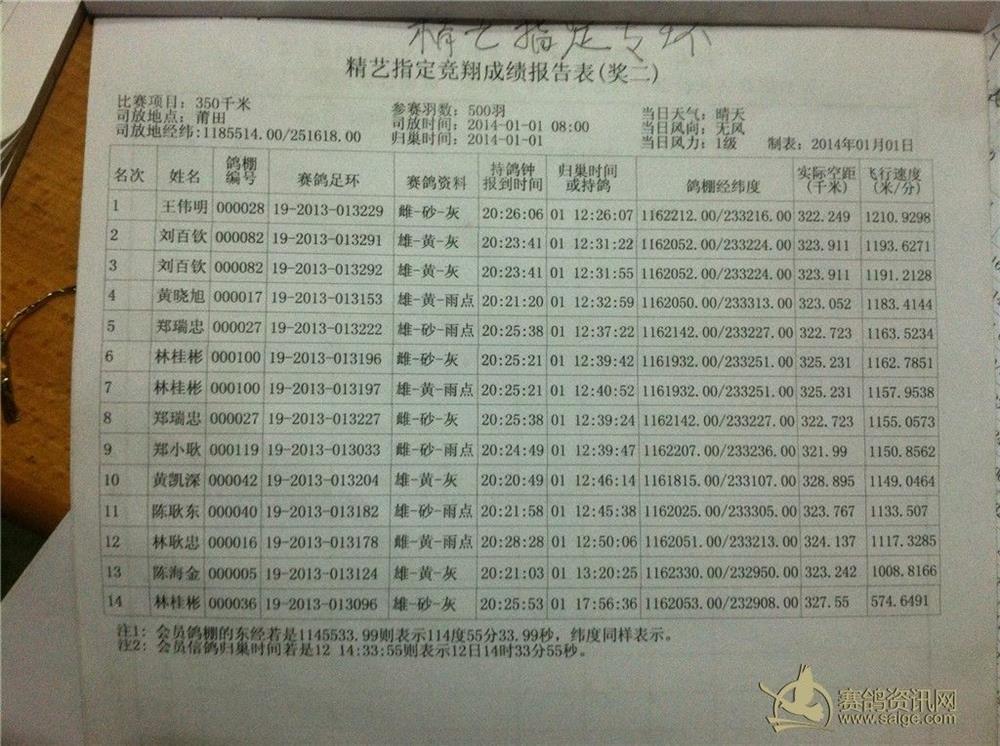 精艺指定专环
精艺指定竞翔成绩报告表(奖二)
比赛项目: 350千米 参赛羽数: 500羽 当日天气: 晴天
司放地点: 莆田 司放时间: 2014-01-01 08:00 当日风向: 无风
司放地经纬:1185514.00/251618.00 归巢时间: 2014-01-01 当日风力: 1级 制表: 2014年01月01日
名次 姓名 鸽棚编号 赛鸽足环 赛鸽资料 持鸽钟报到时间 归巢时间或持鸽 鸽棚经纬度 实际空距(千米) 飞行速度(米/分)
1 王伟明 000028 19-2013-013229 雌-砂-灰 20:26:06 01 12:26:07 1162212.00/233216.00 322.249 1210.9298
2 刘百钦 000082 19-2013-013291 雄-黄-灰 20:23:41 01 12:31:22 1162052.00/233224.00 323.911 1193.6271
3 刘百钦 000082 19-2013-013292 雄-黄-灰 20:23:41 01 12:31:55 1162052.00/233224.00 323.911 1191.2128
4 黄晓旭 000017 19-2013-013153 雄-黄-雨点 20:21:20 01 12:32:59 1162050.00/233313.00 323.052 1183.4144
5 郑瑞忠 000027 19-2013-013222 雌-砂-雨点 20:25:38 01 12:37:22 1162142.00/233227.00 322.723 1163.5234
6 林桂彬 000100 19-2013-013196 雌-砂-灰 20:25:21 01 12:39:42 1161932.00/233251.00 325.231 1162.7851
7 林桂彬 000100 19-2013-013197 雄-黄-雨点 20:25:21 01 12:40:52 1161932.00/233251.00 325.231 1157.9538
8 郑瑞忠 000027 19-2013-013227 雌-砂-灰 20:25:38 01 12:39:24 1162142.00/233227.00 322.723 1155.0573
9 郑小耿 000119 19-2013-013033 雌-砂-雨点 20:24:49 01 12:39:47 1162207.00/233236.00 321.99 1150.8562
10 黄凯深 000042 19-2013-013204 雄-黄-灰 20:20:49 01 12:46:14 1161815.00/233107.00 328.895 1149.0464
11 陈耿东 000040 19-2013-013182 雄-砂-雨点 20:21:58 01 12:45:38 1162025.00/233305.00 323.767 1133.507
12 林耿忠 000016 19-2013-013178 雌-黄-雨点 20:28:28 01 12:50:06 1162051.00/233213.00 324.137 1117.3285
13 陈海金 000005 19-2013-013124 雄-黄-灰 20:21:03 01 13:20:25 1162330.00/232950.00 323.242 1008.8166
14 林桂彬 000036 19-2013-013096 雄-砂-灰 20:25:53 01 17:56:36 1162053.00/232908.00 327.55 574.6491
注1: 会员鸽棚的东经若是1145533.99则表示114度55分33.99秒，纬度同样表示。
注2: 会员信鸽归巢时间若是12 14:33:55则表示12日14时33分55秒。
赛鸽资讯网
www.saige.com